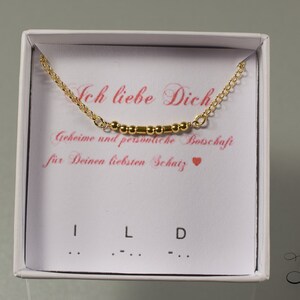 Ich liebe Dich
Geheime und persönliche Botschaft
für Deinen liebsten Schatz ♥
I L D
.. .-.. -..